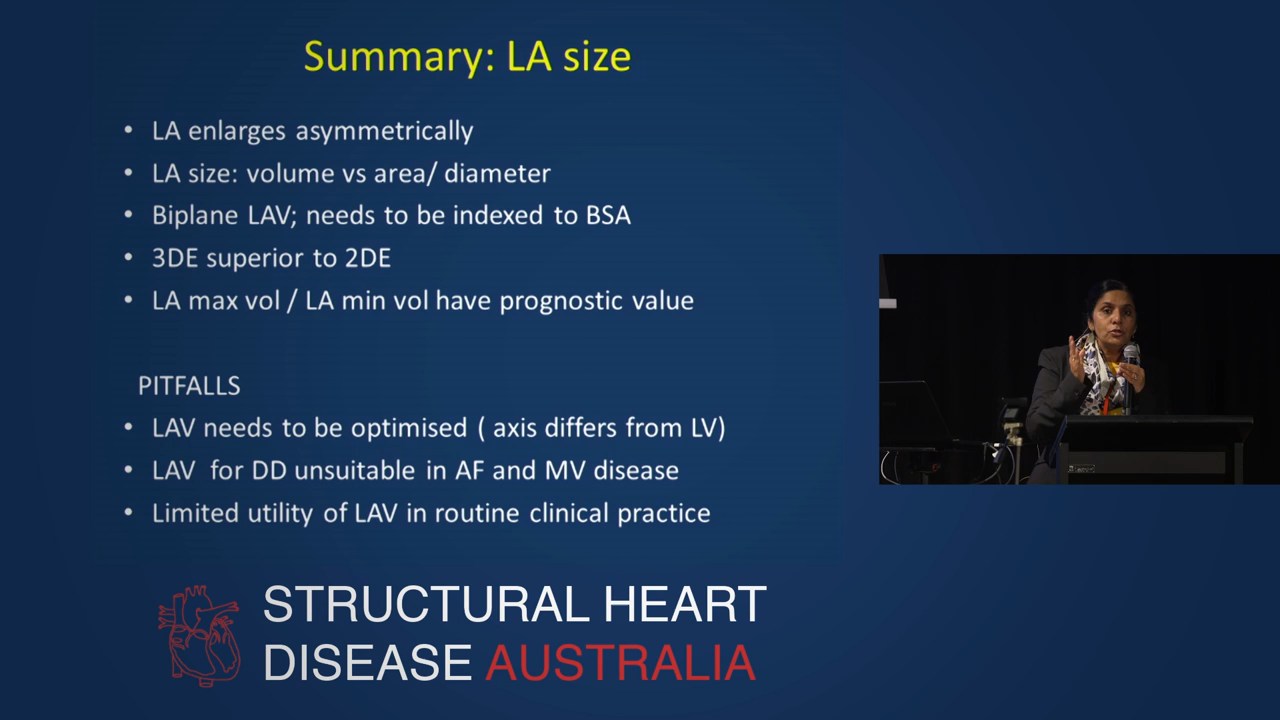 Summary: LA size
• LA enlarges asymmetrically
• LA size: volume vs area/ diameter
• Biplane LAV; needs to be indexed to BSA
• 3DE superior to 2DE
• LA max vol / LA min vol have prognostic value
PITFALLS
• LAV needs to be optimised ( axis differs from LV)
• LAV  for DD unsuitable in AF and MV disease
• Limited utility of LAV in routine clinical practice
STRUCTURAL HEART
DISEASE AUSTRALIA